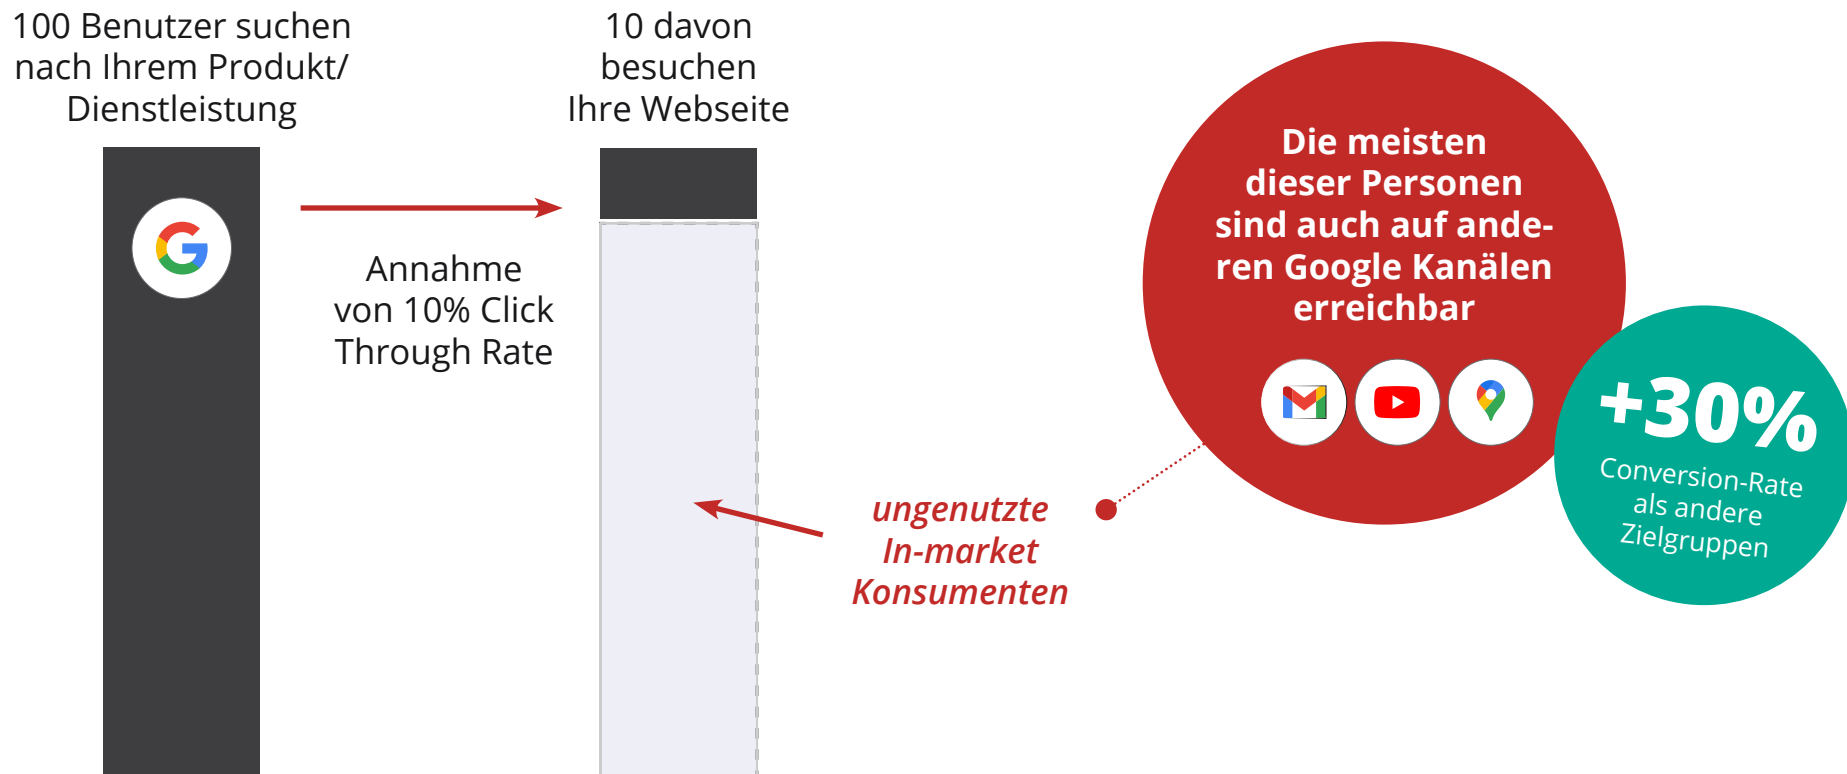 100 Benutzer suchen
nach Ihrem Produkt/
Dienstleistung
10 davon
besuchen
Ihre Webseite
Annahme
von 10% Click
Through Rate
ungenutzte
In-market
Konsumenten
Die meisten
dieser Personen
sind auch auf ande-
ren Google Kanälen
erreichbar
+30%
Conversion-Rate
als andere
Zielgruppen